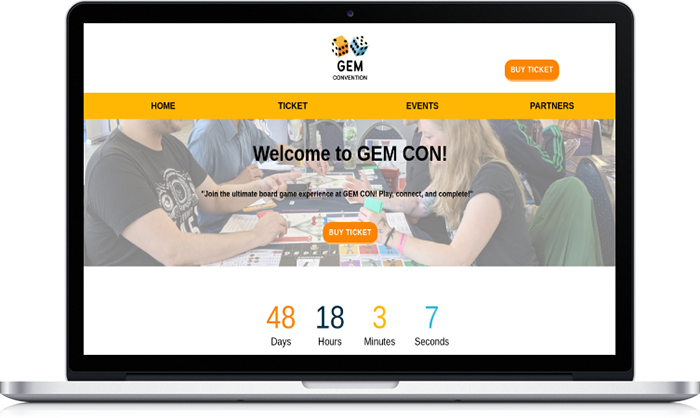 GEM
CONVENTION
BUY TICKET
HOME TICKET EVENTS PARTNERS
Welcome to GEM CON!
"Join the ultimate board game experience at GEM CON! Play, connect, and complete!"
BUY TICKET
48 18 3 7
Days Hours Minutes Seconds